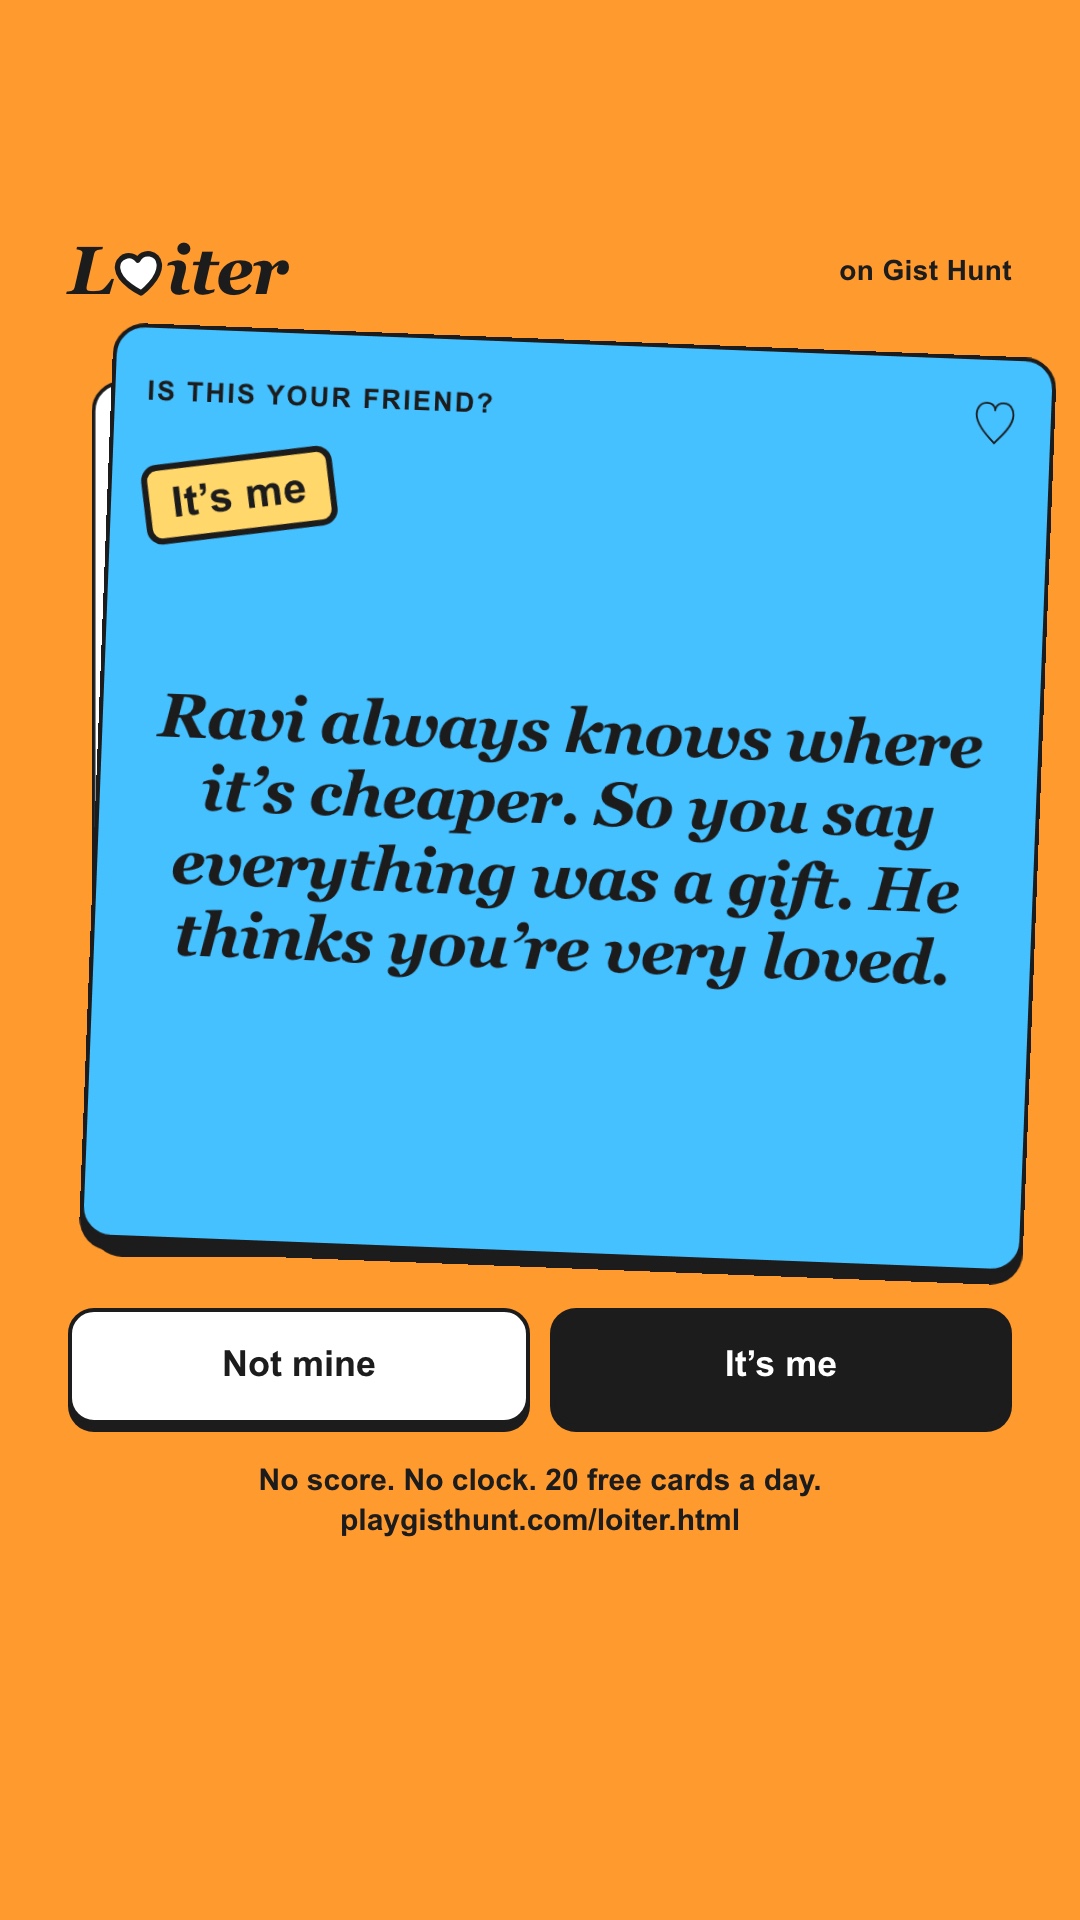 Loiter
on Gist Hunt
IS THIS YOUR FRIEND?
It’s me
Ravi always knows where
it’s cheaper. So you say
everything was a gift. He
thinks you’re very loved.
Not mine
It’s me
No score. No clock. 20 free cards a day.
playgisthunt.com/loiter.html